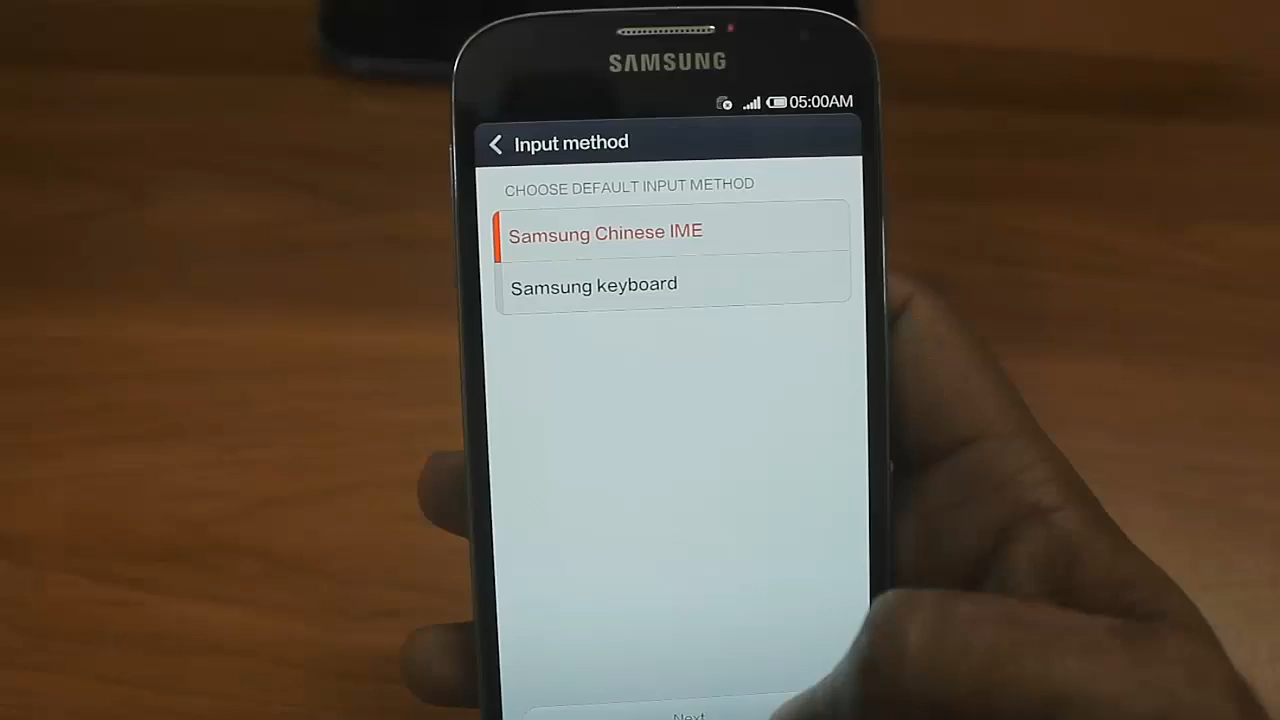 SAMSUNG
05:00AM
Input method
CHOOSE DEFAULT INPUT METHOD
Samsung Chinese IME
Samsung keyboard
Next